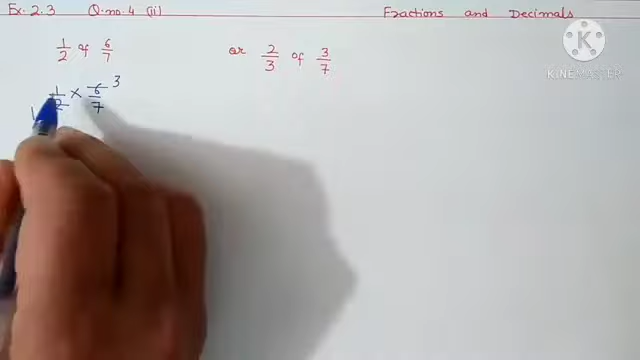 Ex. 2.3 Q. no. 4 (ii) Fractions and Decimals
1/2 of 6/7 or 2/3 of 3/7
1/2 × 6/7 3
1
KINEMASTER